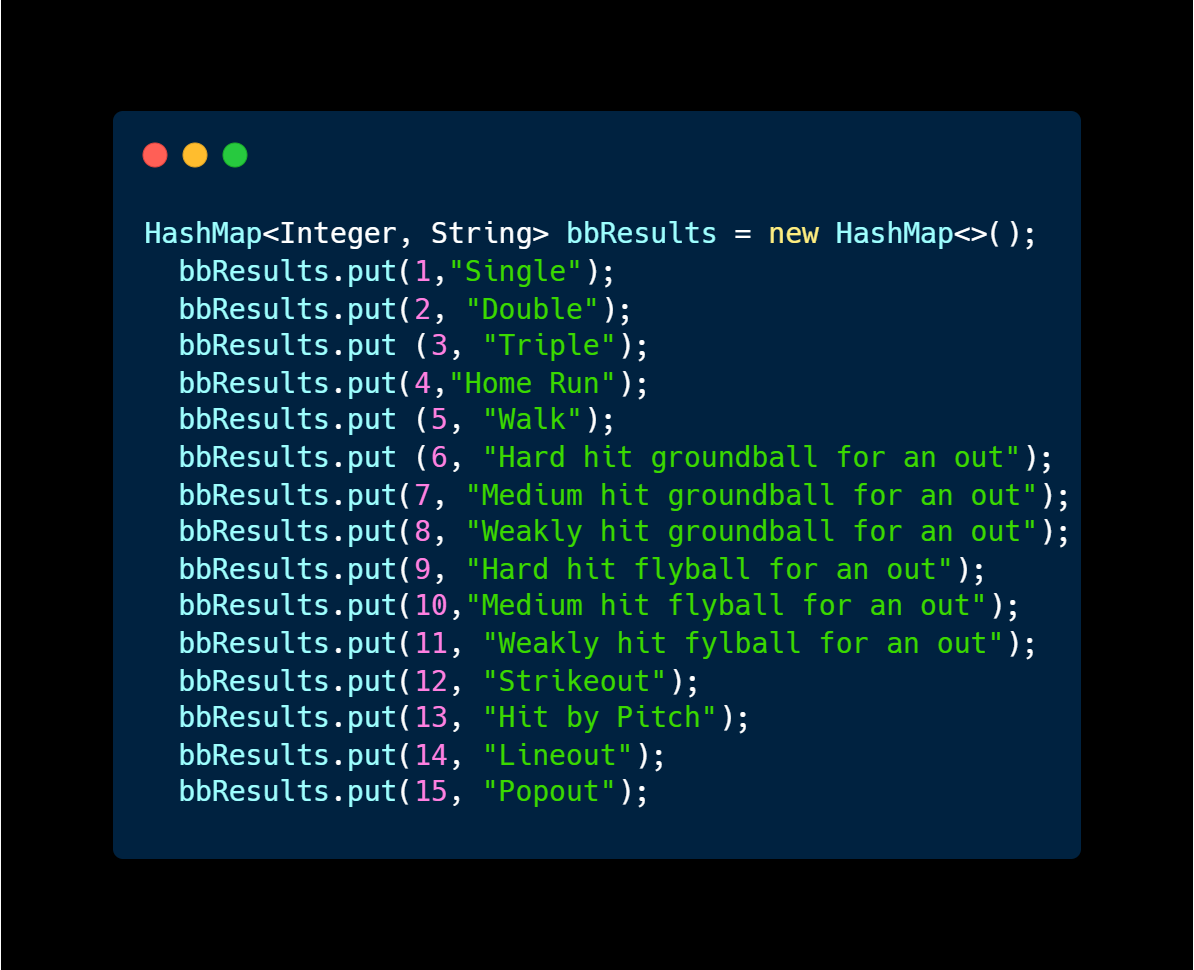 HashMap<Integer, String> bbResults = new HashMap<>();
bbResults.put(1,"Single");
bbResults.put(2, "Double");
bbResults.put (3, "Triple");
bbResults.put(4,"Home Run");
bbResults.put (5, "Walk");
bbResults.put (6, "Hard hit groundball for an out");
bbResults.put(7, "Medium hit groundball for an out");
bbResults.put(8, "Weakly hit groundball for an out");
bbResults.put(9, "Hard hit flyball for an out");
bbResults.put(10,"Medium hit flyball for an out");
bbResults.put(11, "Weakly hit fylball for an out");
bbResults.put(12, "Strikeout");
bbResults.put(13, "Hit by Pitch");
bbResults.put(14, "Lineout");
bbResults.put(15, "Popout");